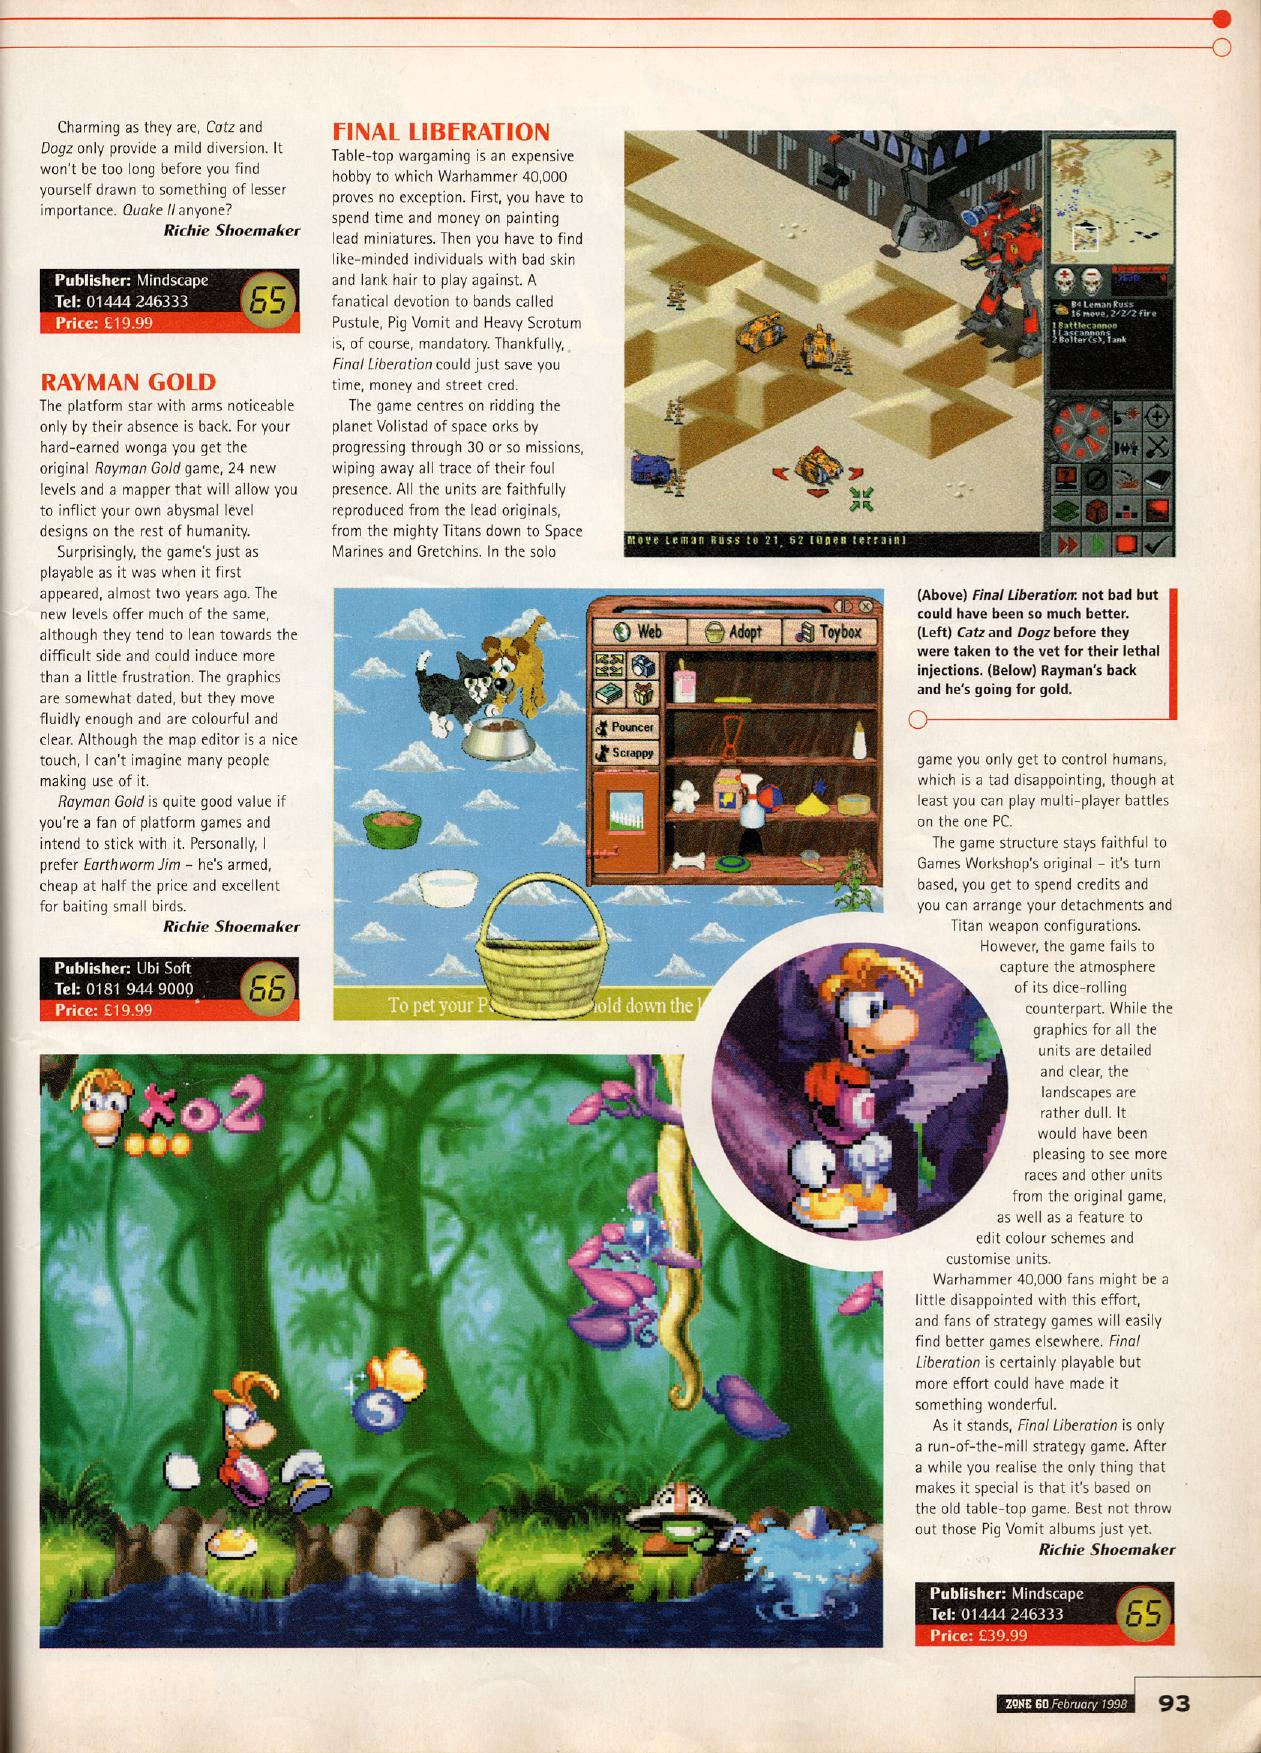 Charming as they are, Catz and
Dogz only provide a mild diversion. It
won't be too long before you find
yourself drawn to something of lesser
importance. Quake II anyone?
Richie Shoemaker
Publisher: Mindscape
Tel: 01444 246333
Price: £19.99
65
RAYMAN GOLD
The platform star with arms noticeable
only by their absence is back. For your
hard-earned wonga you get the
original Rayman Gold game, 24 new
levels and a mapper that will allow you
to inflict your own abysmal level
designs on the rest of humanity.
Surprisingly, the game's just as
playable as it was when it first
appeared, almost two years ago. The
new levels offer much of the same,
although they tend to lean towards the
difficult side and could induce more
than a little frustration. The graphics
are somewhat dated, but they move
fluidly enough and are colourful and
clear. Although the map editor is a nice
touch, I can't imagine many people
making use of it.
Rayman Gold is quite good value if
you're a fan of platform games and
intend to stick with it. Personally, I
prefer Earthworm Jim – he's armed,
cheap at half the price and excellent
for baiting small birds.
Richie Shoemaker
Publisher: Ubi Soft
Tel: 0181 944 9000
Price: £19.99
66
FINAL LIBERATION
Table-top wargaming is an expensive
hobby to which Warhammer 40,000
proves no exception. First, you have to
spend time and money on painting
lead miniatures. Then you have to find
like-minded individuals with bad skin
and lank hair to play against. A
fanatical devotion to bands called
Pustule, Pig Vomit and Heavy Scrotum
is, of course, mandatory. Thankfully,
Final Liberation could just save you
time, money and street cred.
The game centres on ridding the
planet Volistad of space orks by
progressing through 30 or so missions,
wiping away all trace of their foul
presence. All the units are faithfully
reproduced from the lead originals,
from the mighty Titans down to Space
Marines and Gretchins. In the solo
B4 Leman Russ
16 move, 2/2/2 fire
1 Battlecannon
1 Lascannons
2 Bolter(s), Tank
Move Leman Russ to 21, 62 [Open terrain]
Web
Adopt
Toybox
Pouncer
Scrappy
To pet your P
old down the
(Above) Final Liberation: not bad but
could have been so much better.
(Left) Catz and Dogz before they
were taken to the vet for their lethal
injections. (Below) Rayman's back
and he's going for gold.
game you only get to control humans,
which is a tad disappointing, though at
least you can play multi-player battles
on the one PC.
The game structure stays faithful to
Games Workshop's original – it's turn
based, you get to spend credits and
you can arrange your detachments and
Titan weapon configurations.
However, the game fails to
capture the atmosphere
of its dice-rolling
counterpart. While the
graphics for all the
units are detailed
and clear, the
landscapes are
rather dull. It
would have been
pleasing to see more
races and other units
from the original game,
as well as a feature to
edit colour schemes and
customise units.
Warhammer 40,000 fans might be a
little disappointed with this effort,
and fans of strategy games will easily
find better games elsewhere. Final
Liberation is certainly playable but
more effort could have made it
something wonderful.
As it stands, Final Liberation is only
a run-of-the-mill strategy game. After
a while you realise the only thing that
makes it special is that it's based on
the old table-top game. Best not throw
out those Pig Vomit albums just yet.
Richie Shoemaker
Publisher: Mindscape
Tel: 01444 246333
Price: £39.99
65
x02
S
ZONE 60 February 1998 93